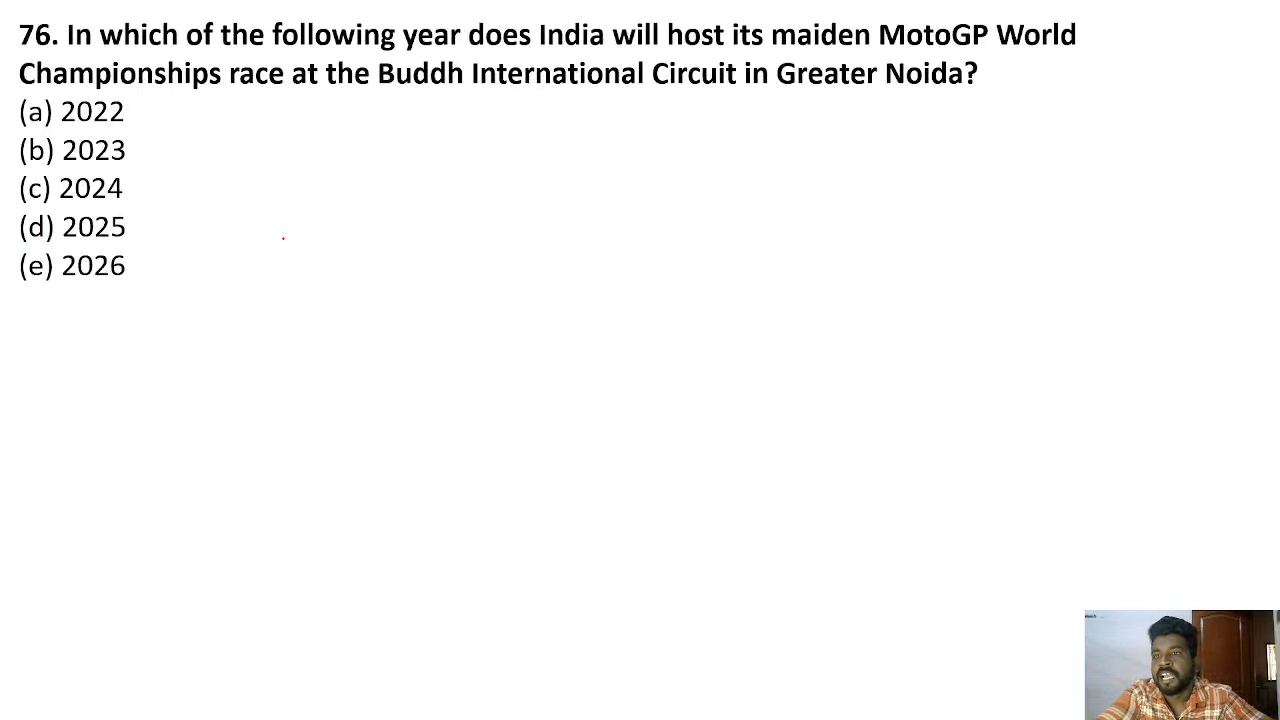 76. In which of the following year does India will host its maiden MotoGP World
Championships race at the Buddh International Circuit in Greater Noida?
(a) 2022
(b) 2023
(c) 2024
(d) 2025
(e) 2026